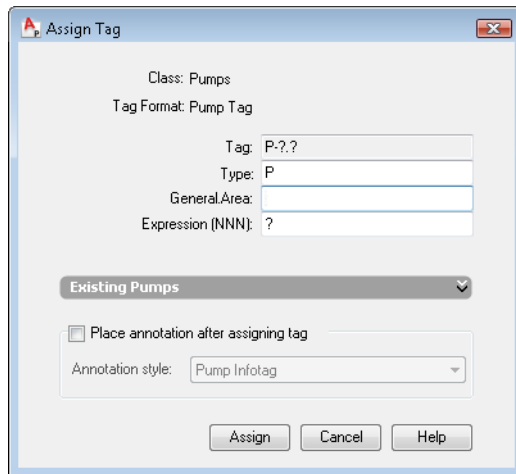 Assign Tag
Class: Pumps
Tag Format: Pump Tag
Tag: P-?.?
Type: P
General.Area:
Expression (NNN): ?
Existing Pumps
Place annotation after assigning tag
Annotation style: Pump Infotag
Assign Cancel Help